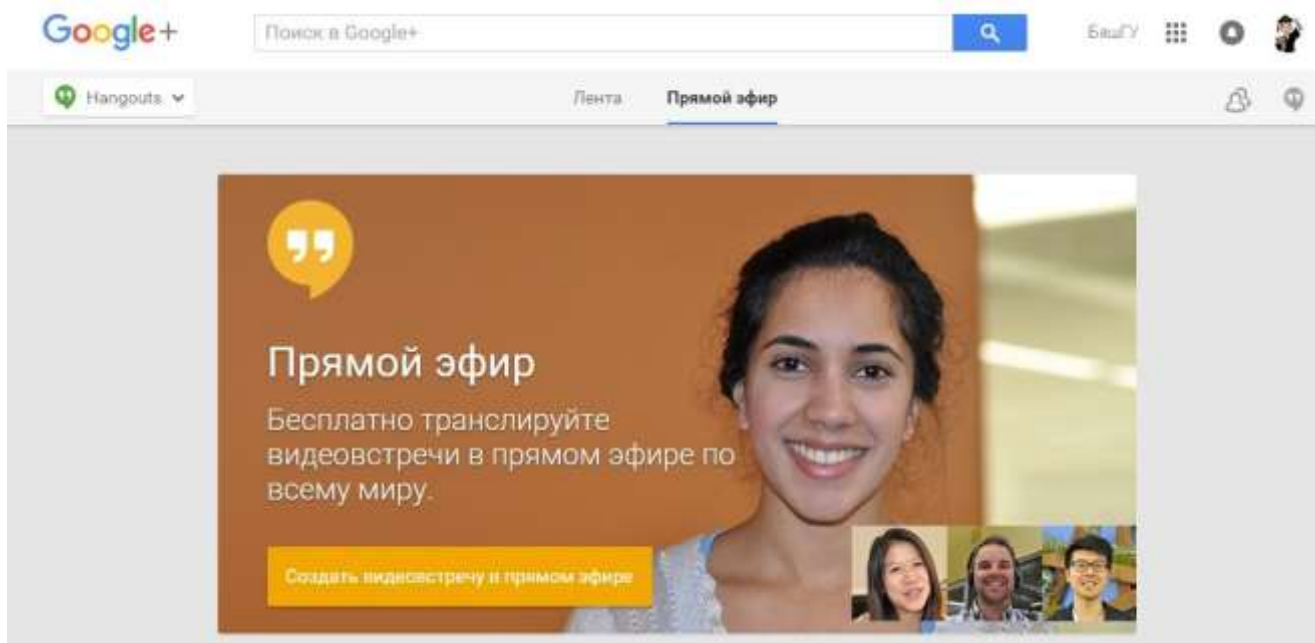 Google+
Поиск в Google+
БашГУ
Hangouts
Лента
Прямой эфир
Прямой эфир
Бесплатно транслируйте
видеовстречи в прямом эфире по
всему миру.
Создать видеовстречу в прямом эфире